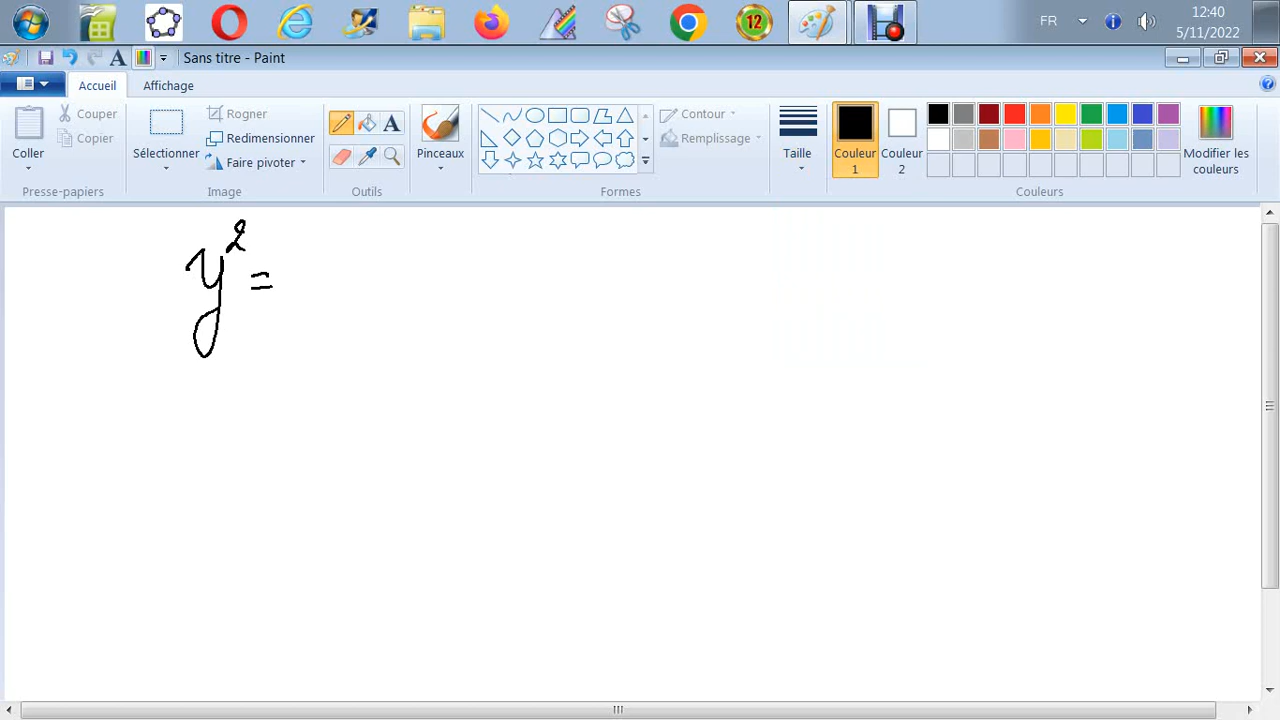 12
FR
12:40
5/11/2022
Sans titre - Paint
Accueil
Affichage
Coller
Couper
Copier
Presse-papiers
Sélectionner
Rogner
Redimensionner
Faire pivoter
Image
A
Outils
Pinceaux
Formes
Contour
Remplissage
Taille
Couleur
1
Couleur
2
Modifier les
couleurs
Couleurs
y² =